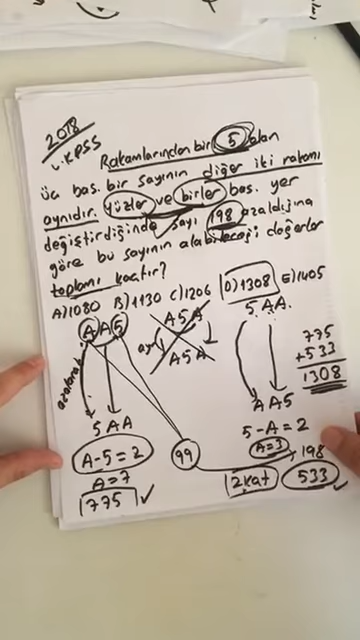 2018
L.KPSS
Rakamlarından biri 5 olan
üç bas. bir sayının diğer iki rakamı
aynıdır. Yüzler ve birler bas. yer
değiştirdiğinde sayı 198 azaldığına
göre bu sayının alabileceği değerler
toplamı kaçtır?
A)1080 B)1130 C)1206 D)1308 E)1405
A A 5
5 A A
A-5=2
A=7
775
A5A
A5A
99
5 A A
A A 5
5-A=2
A=3
198
2 kat
533
775
+533
1308